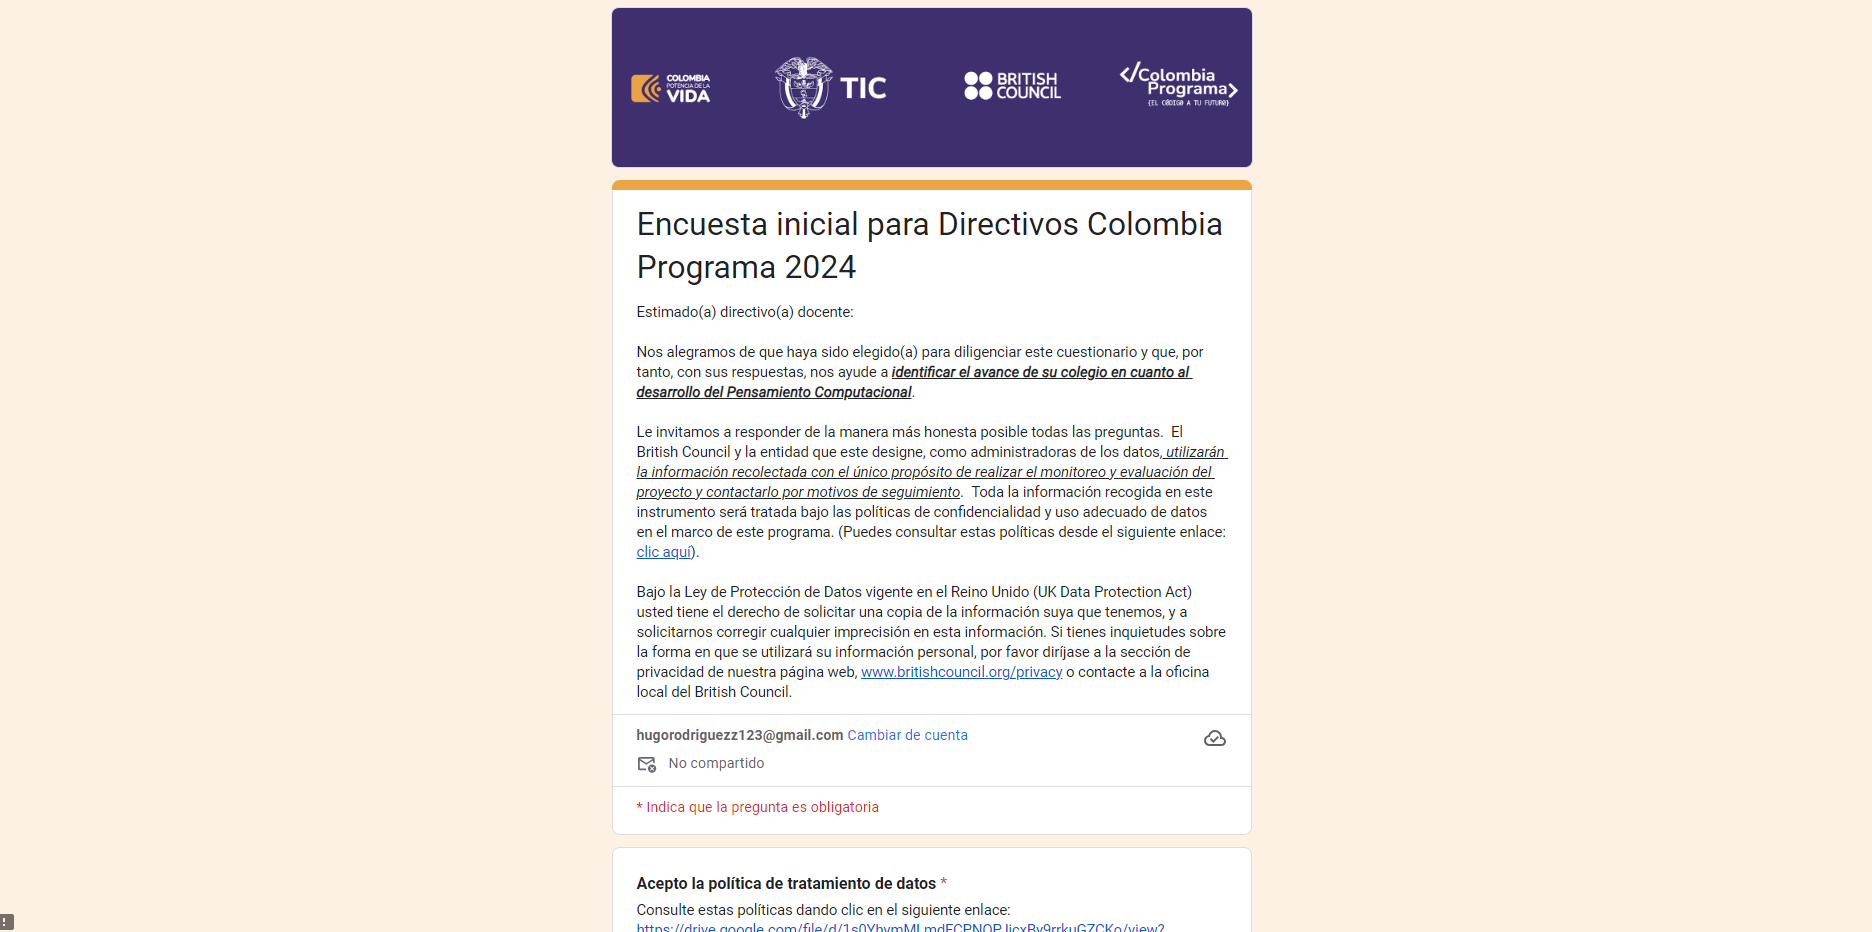 COLOMBIA
POTENCIA DE LA
VIDA
TIC
BRITISH
COUNCIL
</Colombia
Programa>
{EL CÓDIGO A TU FUTURO}
Encuesta inicial para Directivos Colombia
Programa 2024
Estimado(a) directivo(a) docente:
Nos alegramos de que haya sido elegido(a) para diligenciar este cuestionario y que, por
tanto, con sus respuestas, nos ayude a identificar el avance de su colegio en cuanto al
desarrollo del Pensamiento Computacional.
Le invitamos a responder de la manera más honesta posible todas las preguntas.  El
British Council y la entidad que este designe, como administradoras de los datos, utilizarán
la información recolectada con el único propósito de realizar el monitoreo y evaluación del
proyecto y contactarlo por motivos de seguimiento.  Toda la información recogida en este
instrumento será tratada bajo las políticas de confidencialidad y uso adecuado de datos
en el marco de este programa. (Puedes consultar estas políticas desde el siguiente enlace:
clic aquí).
Bajo la Ley de Protección de Datos vigente en el Reino Unido (UK Data Protection Act)
usted tiene el derecho de solicitar una copia de la información suya que tenemos, y a
solicitarnos corregir cualquier imprecisión en esta información. Si tienes inquietudes sobre
la forma en que se utilizará su información personal, por favor diríjase a la sección de
privacidad de nuestra página web, www.britishcouncil.org/privacy o contacte a la oficina
local del British Council.
hugorodriguezz123@gmail.com Cambiar de cuenta
No compartido
* Indica que la pregunta es obligatoria
Acepto la política de tratamiento de datos *
Consulte estas políticas dando clic en el siguiente enlace: